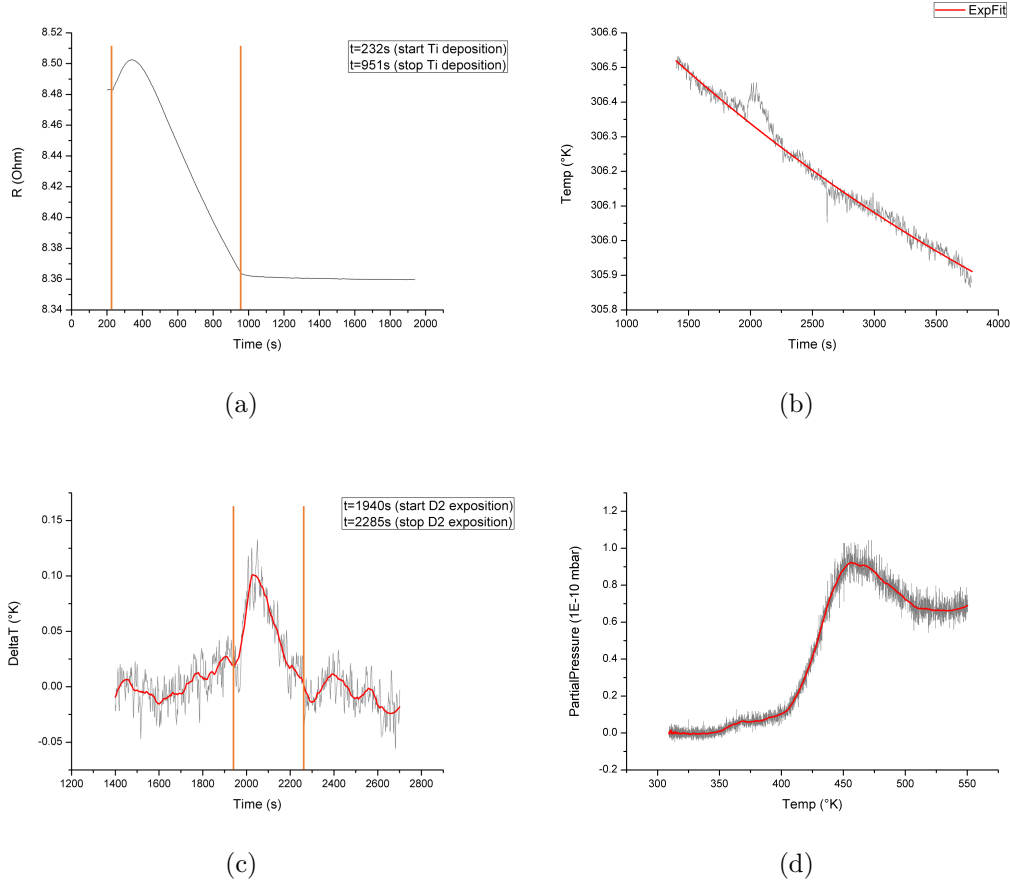 8.52
8.50
8.48
8.46
8.44
8.42
8.40
8.38
8.36
8.34
R (Ohm)
0 200 400 600 800 1000 1200 1400 1600 1800 2000
Time (s)
t=232s (start Ti deposition)
t=951s (stop Ti deposition)
(a)
ExpFit
306.6
306.5
306.4
306.3
306.2
306.1
306.0
305.9
305.8
Temp (°K)
1000 1500 2000 2500 3000 3500 4000
Time (s)
(b)
0.15
0.10
0.05
0.00
-0.05
DeltaT (°K)
1200 1400 1600 1800 2000 2200 2400 2600 2800
Time (s)
t=1940s (start D2 exposition)
t=2285s (stop D2 exposition)
(c)
1.2
1.0
0.8
0.6
0.4
0.2
0.0
-0.2
PartialPressure (1E-10 mbar)
300 350 400 450 500 550
Temp (°K)
(d)